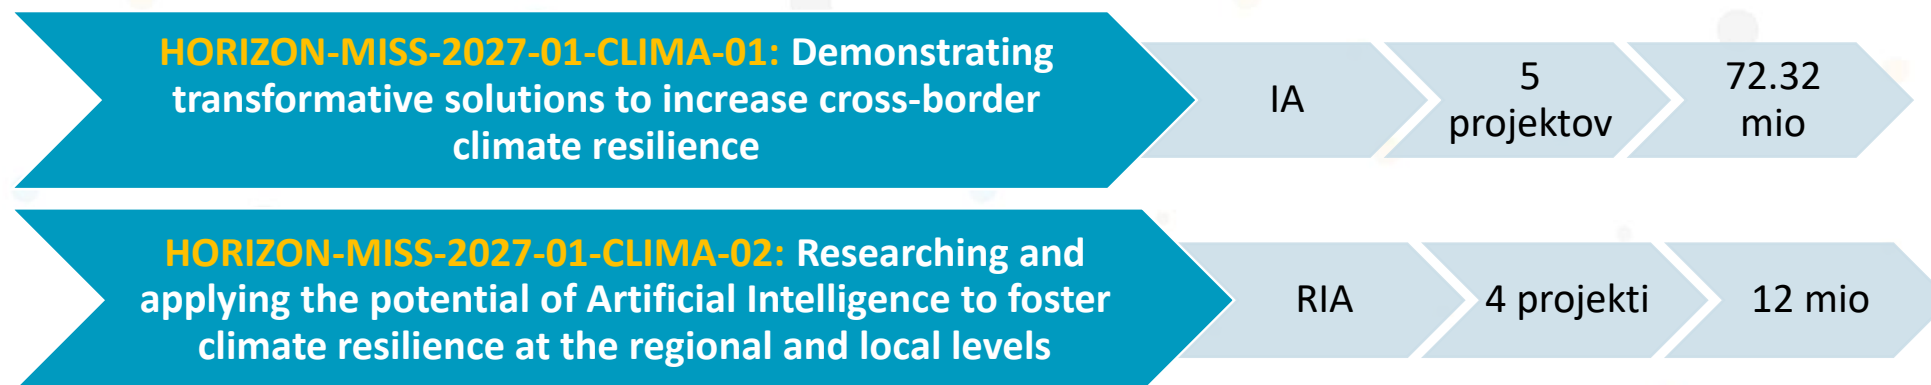 HORIZON-MISS-2027-01-CLIMA-01: Demonstrating
transformative solutions to increase cross-border
climate resilience
IA
5
projektov
72.32
mio
HORIZON-MISS-2027-01-CLIMA-02: Researching and
applying the potential of Artificial Intelligence to foster
climate resilience at the regional and local levels
RIA
4 projekti
12 mio